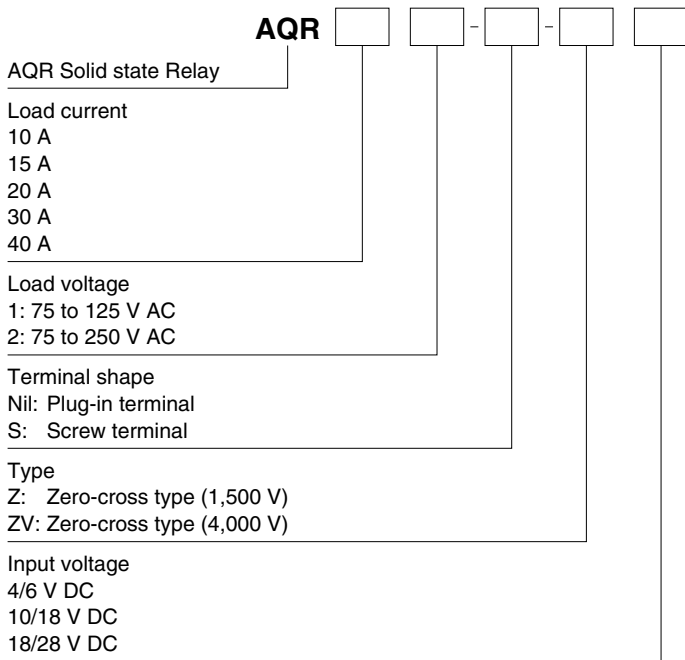 AQR - -
AQR Solid state Relay
Load current
10 A
15 A
20 A
30 A
40 A
Load voltage
1: 75 to 125 V AC
2: 75 to 250 V AC
Terminal shape
Nil: Plug-in terminal
S: Screw terminal
Type
Z: Zero-cross type (1,500 V)
ZV: Zero-cross type (4,000 V)
Input voltage
4/6 V DC
10/18 V DC
18/28 V DC